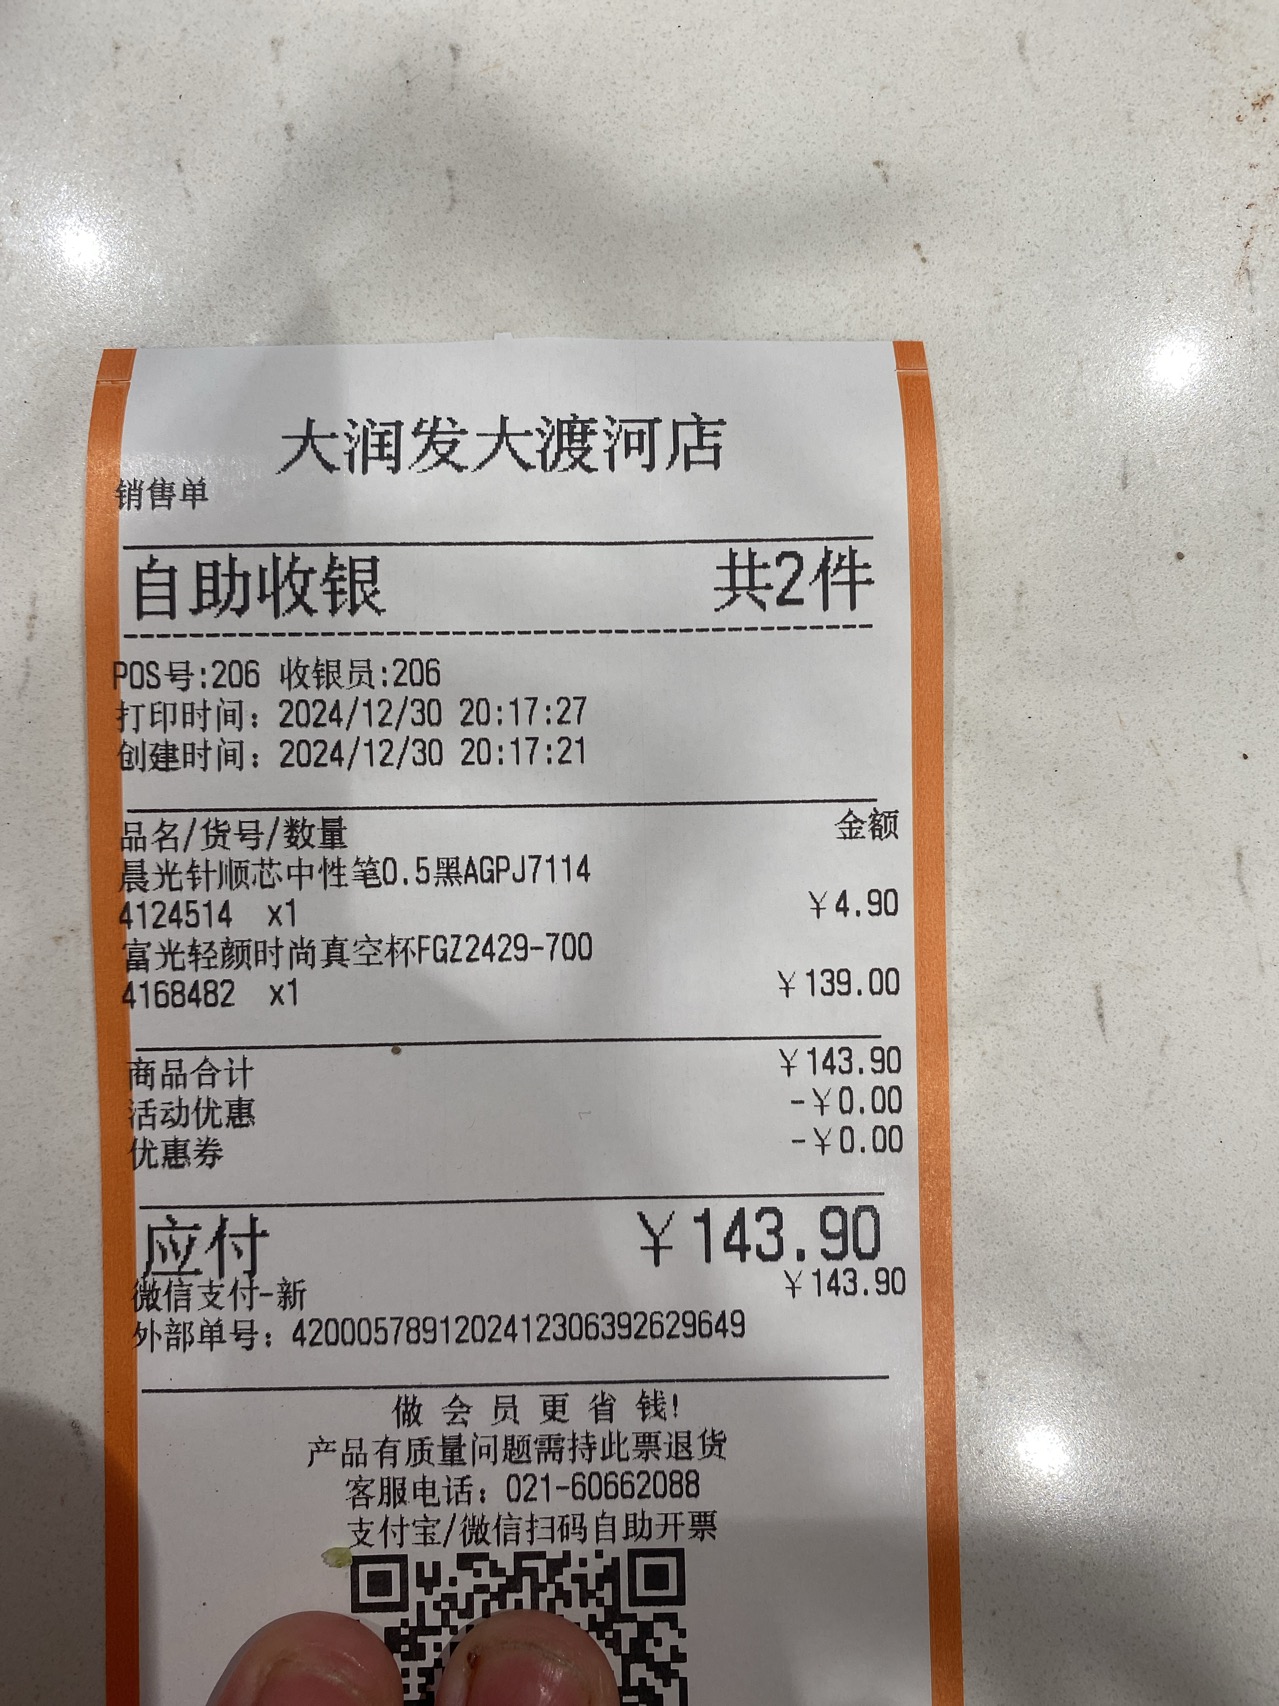 大润发大渡河店
销售单
自助收银 共2件
POS号:206 收银员:206
打印时间：2024/12/30 20:17:27
创建时间：2024/12/30 20:17:21
品名/货号/数量 金额
晨光针顺芯中性笔0.5黑AGPJ7114
4124514 x1 ￥4.90
富光轻颜时尚真空杯FGZ2429-700
4168482 x1 ￥139.00
商品合计 ￥143.90
活动优惠 -￥0.00
优惠券 -￥0.00
应付 ￥143.90
微信支付-新 ￥143.90
外部单号：4200057891202412306392629649
做会员更省钱!
产品有质量问题需持此票退货
客服电话：021-60662088
支付宝/微信扫码自助开票